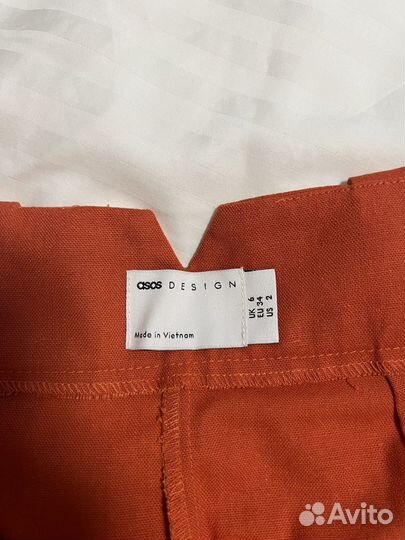 asos DESIGN
Made in Vietnam
UK 6
EU 34
US 2
Avito